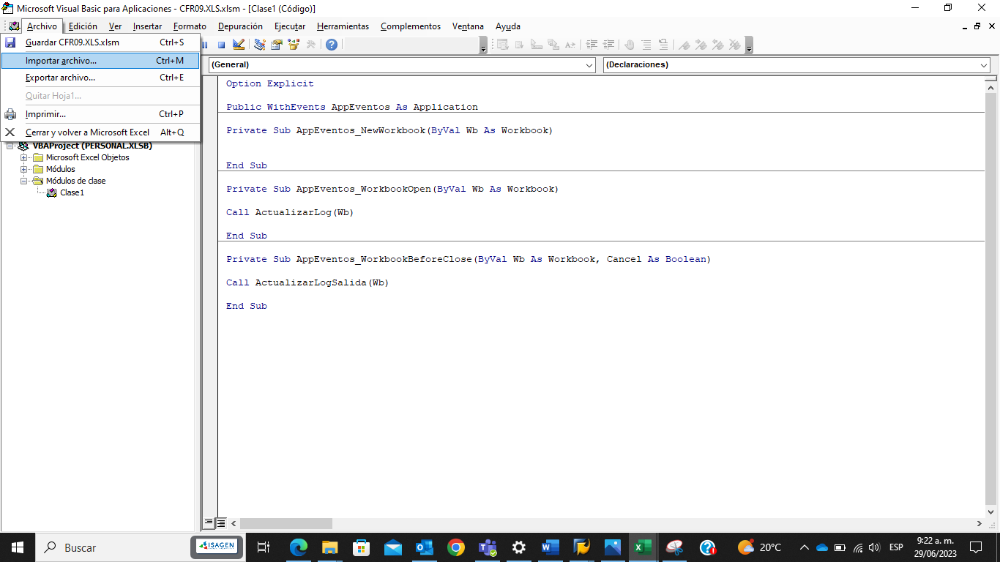 Microsoft Visual Basic para Aplicaciones - CFR09.XLS.xlsm - [Clase1 (Código)]
Archivo Edición Ver Insertar Formato Depuración Ejecutar Herramientas Complementos Ventana Ayuda
Guardar CFR09.XLS.xlsm Ctrl+S
Importar archivo... Ctrl+M
Exportar archivo... Ctrl+E
Quitar Hoja1...
Imprimir... Ctrl+P
Cerrar y volver a Microsoft Excel Alt+Q
VBAProject (PERSONAL.XLSB)
Microsoft Excel Objetos
Módulos
Módulos de clase
Clase1
(General) (Declaraciones)
Option Explicit
Public WithEvents AppEventos As Application
Private Sub AppEventos_NewWorkbook(ByVal Wb As Workbook)
End Sub
Private Sub AppEventos_WorkbookOpen(ByVal Wb As Workbook)
Call ActualizarLog(Wb)
End Sub
Private Sub AppEventos_WorkbookBeforeClose(ByVal Wb As Workbook, Cancel As Boolean)
Call ActualizarLogSalida(Wb)
End Sub
Buscar
ISAGEN
20°C
ESP
9:22 a. m.
29/06/2023